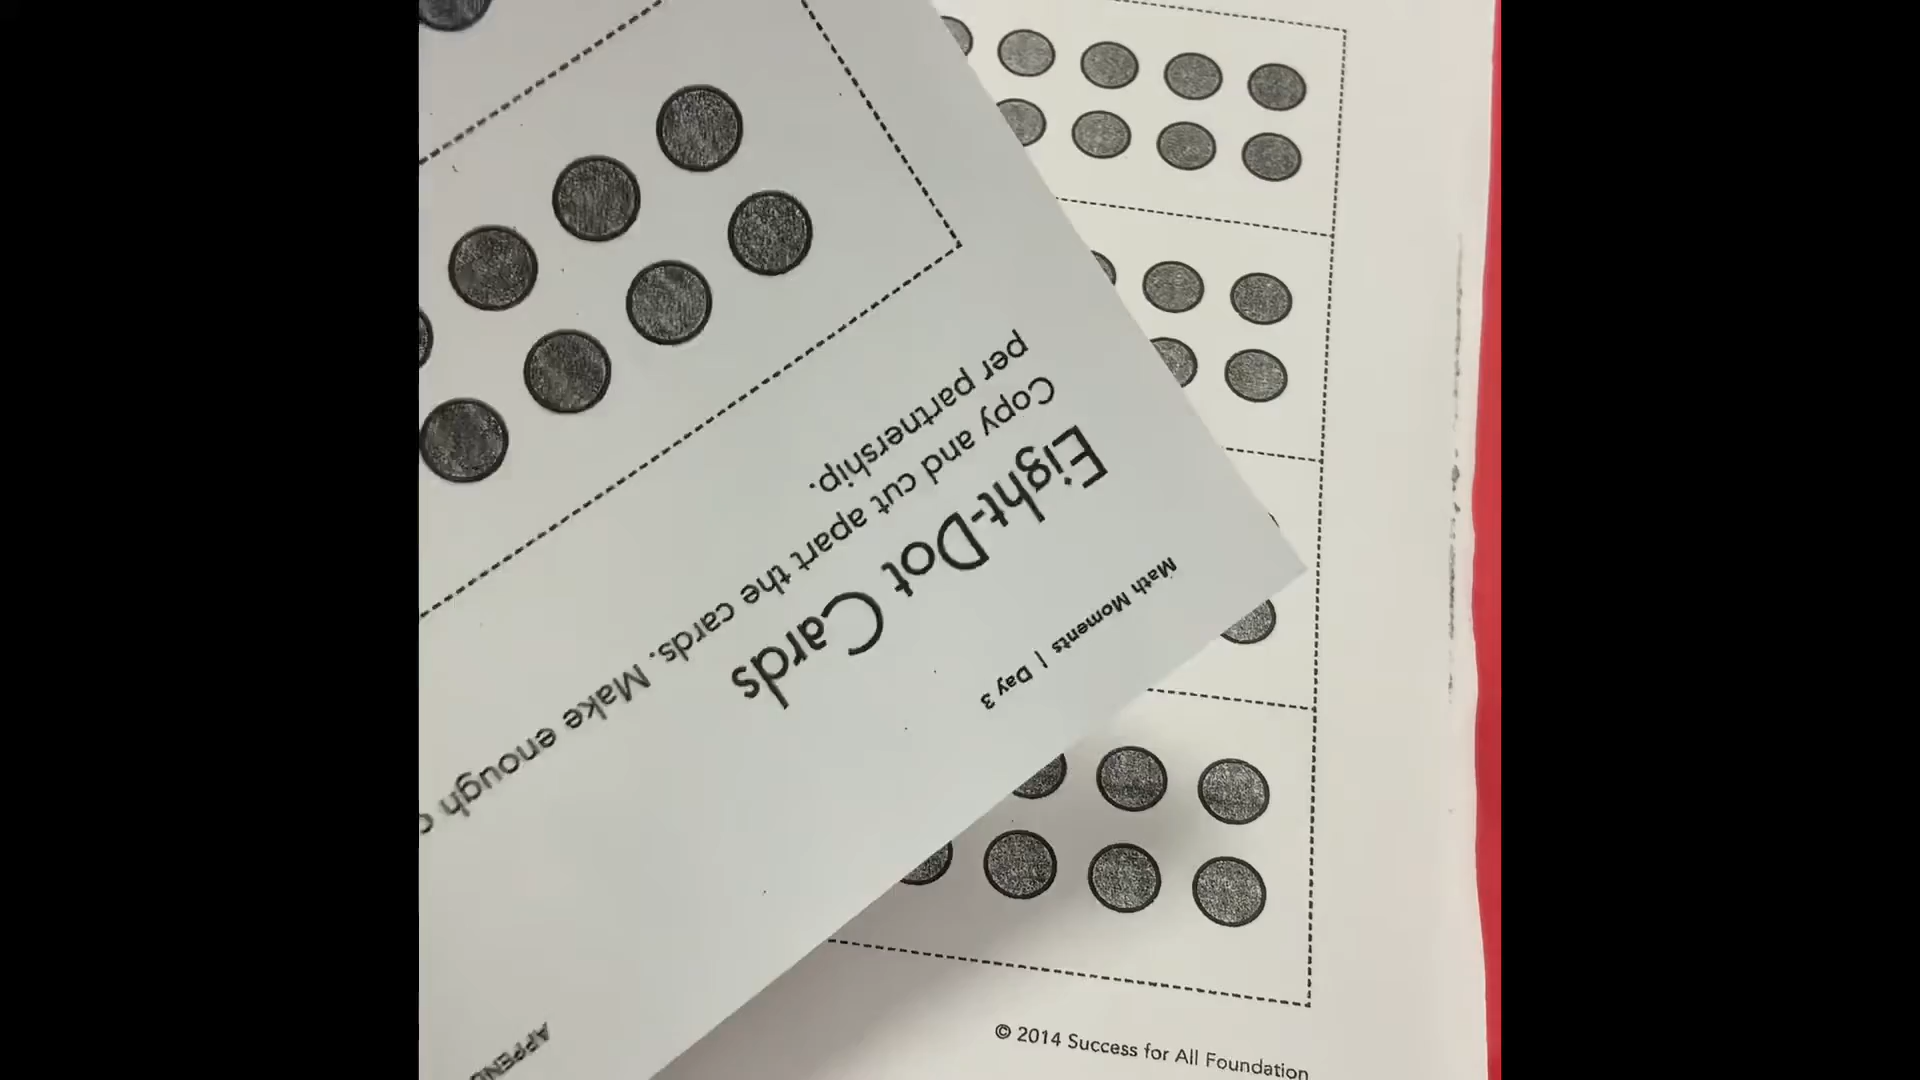 Math Moments | Day 3
Eight-Dot Cards
Copy and cut apart the cards. Make enough
per partnership.
© 2014 Success for All Foundation